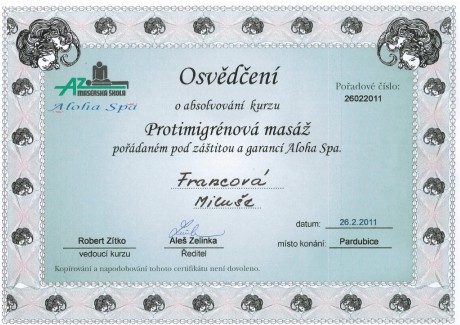 Osvědčení
Pořadové číslo:
26022011
AZ
MASÉRSKÁ ŠKOLA
Aloha Spa
o absolvování kurzu
Protimigrénová masáž
pořádaném pod záštitou a garancí Aloha Spa.
Francová
Miluše
datum: 26.2.2011
Robert Zítko
vedoucí kurzu
Aleš Zelinka
Ředitel
místo konání: Pardubice
Kopírování a napodobování tohoto certifikátu není dovoleno.